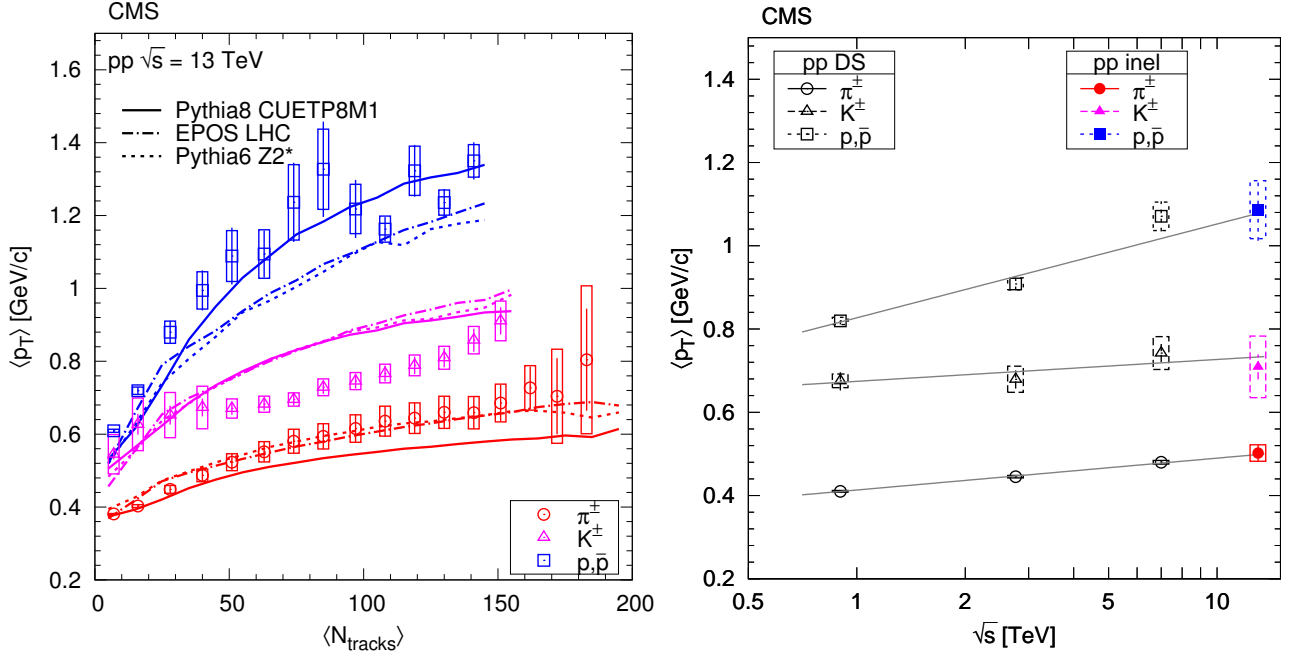 CMS
pp √s = 13 TeV
Pythia8 CUETP8M1
EPOS LHC
Pythia6 Z2*
π±
K±
p,p̄
⟨pT⟩ [GeV/c]
1.6
1.4
1.2
1
0.8
0.6
0.4
0.2
0 50 100 150 200
⟨Ntracks⟩
CMS
pp DS
π±
K±
p,p̄
pp inel
π±
K±
p,p̄
⟨pT⟩ [GeV/c]
1.4
1.2
1
0.8
0.6
0.4
0.2
0.5 1 2 5 10
√s [TeV]